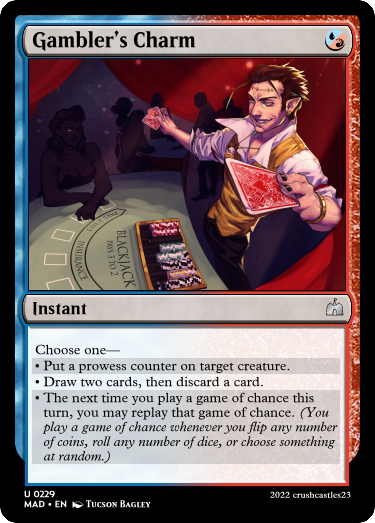 Gambler's Charm
BLACKJACK
PAYS 3 TO 2
INSURANCE
Instant
Choose one—
• Put a prowess counter on target creature.
• Draw two cards, then discard a card.
• The next time you play a game of chance this
turn, you may replay that game of chance. (You
play a game of chance whenever you flip any number
of coins, roll any number of dice, or choose something
at random.)
U 0229
MAD • EN Tucson Bagley
2022 crushcastles23